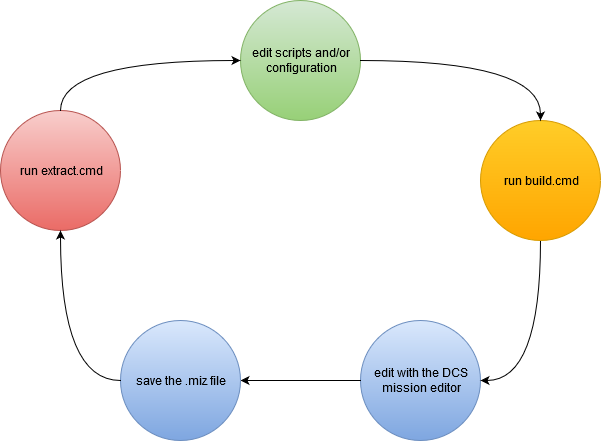 edit scripts and/or
configuration
run extract.cmd
run build.cmd
save the .miz file
edit with the DCS
mission editor